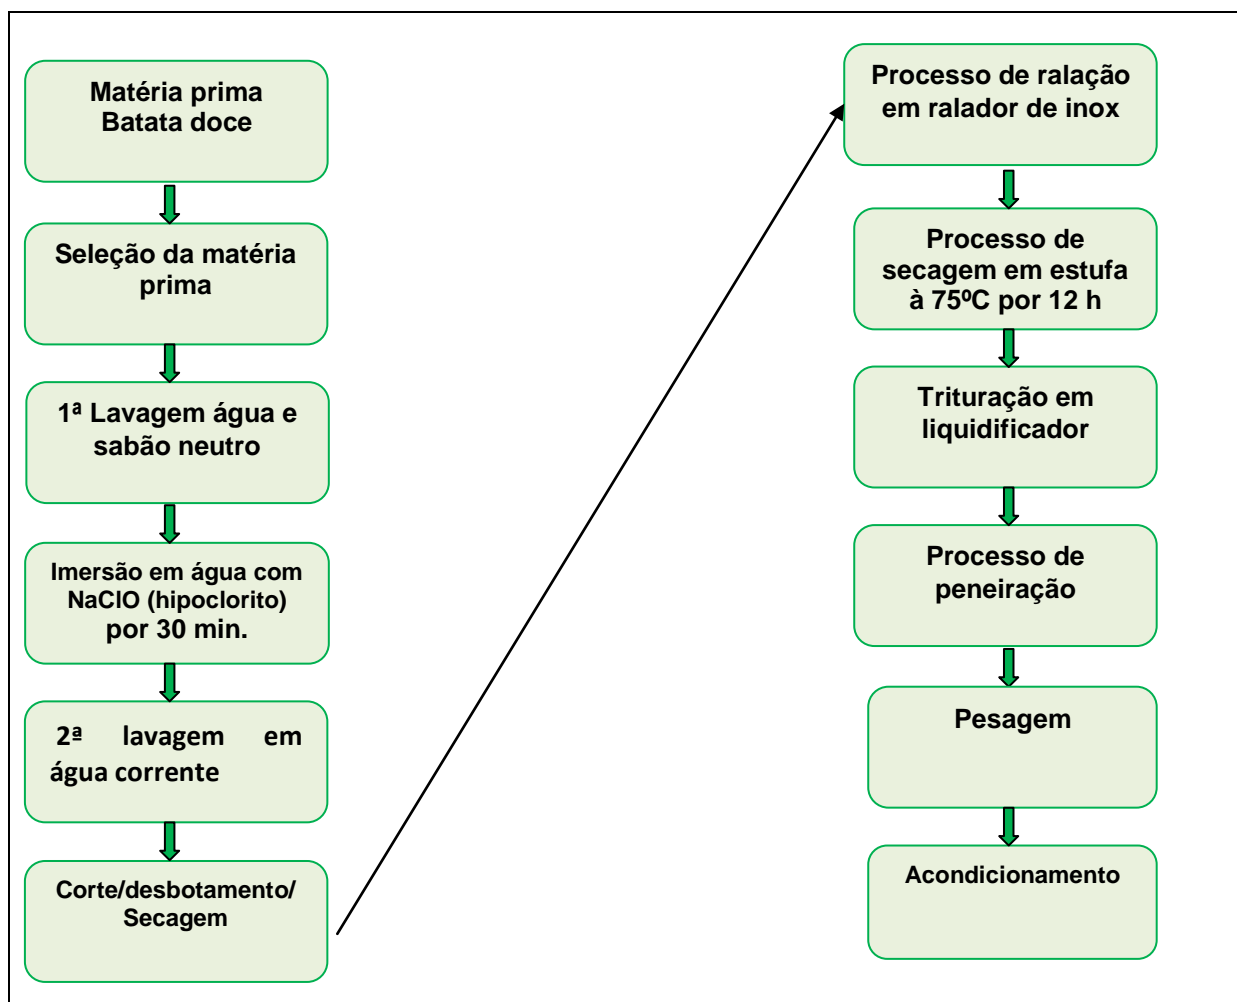 Matéria prima
Batata doce
Seleção da matéria
prima
1ª Lavagem água e
sabão neutro
Imersão em água com
NaClO (hipoclorito)
por 30 min.
2ª lavagem em
água corrente
Corte/desbotamento/
Secagem
Processo de ralação
em ralador de inox
Processo de
secagem em estufa
à 75ºC por 12 h
Trituração em
liquidificador
Processo de
peneiração
Pesagem
Acondicionamento